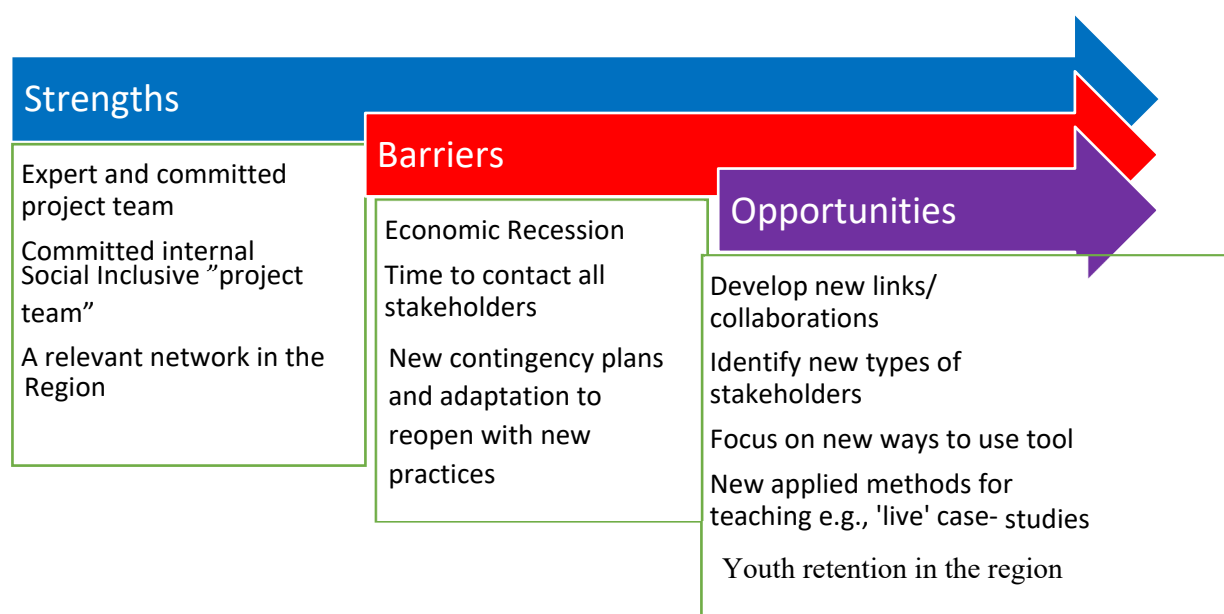 Strengths
Expert and committed
project team
Committed internal
Social Inclusive ”project
team”
A relevant network in the
Region
Barriers
Economic Recession
Time to contact all
stakeholders
New contingency plans
and adaptation to
reopen with new
practices
Opportunities
Develop new links/
collaborations
Identify new types of
stakeholders
Focus on new ways to use tool
New applied methods for
teaching e.g., 'live' case- studies
Youth retention in the region